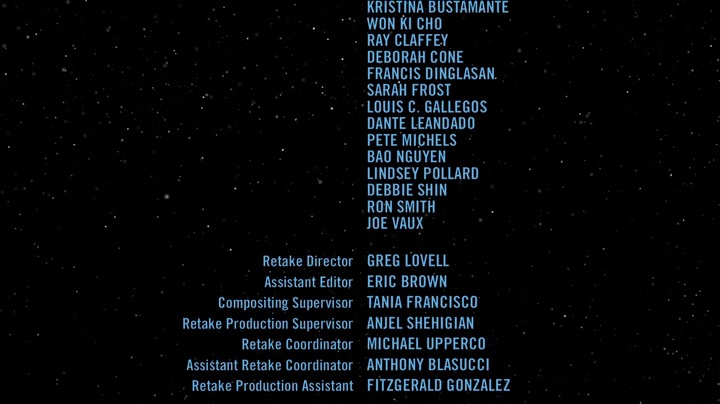 KRISTINA BUSTAMANTE
WON KI CHO
RAY CLAFFEY
DEBORAH CONE
FRANCIS DINGLASAN
SARAH FROST
LOUIS C. GALLEGOS
DANTE LEANDADO
PETE MICHELS
BAO NGUYEN
LINDSEY POLLARD
DEBBIE SHIN
RON SMITH
JOE VAUX
Retake Director GREG LOVELL
Assistant Editor ERIC BROWN
Compositing Supervisor TANIA FRANCISCO
Retake Production Supervisor ANJEL SHEHIGIAN
Retake Coordinator MICHAEL UPPERCO
Assistant Retake Coordinator ANTHONY BLASUCCI
Retake Production Assistant FITZGERALD GONZALEZ